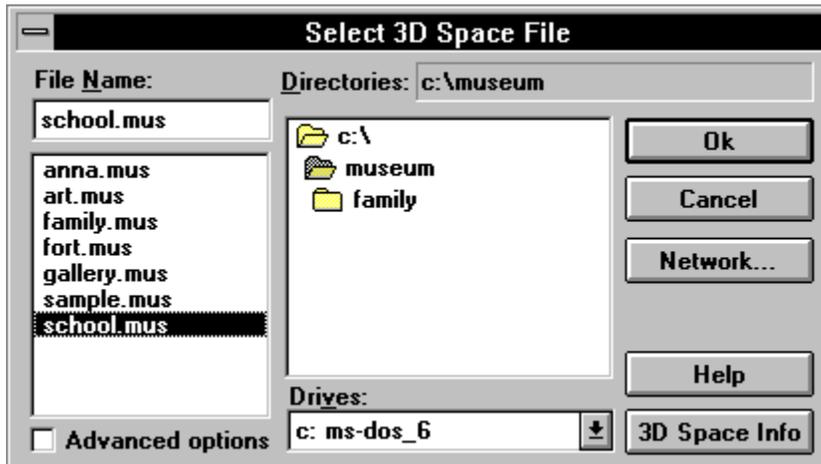 Select 3D Space File
File Name:
school.mus
anna.mus
art.mus
family.mus
fort.mus
gallery.mus
sample.mus
school.mus
Advanced options
Directories: c:\museum
c:\
museum
family
Drives:
c: ms-dos_6
Ok
Cancel
Network...
Help
3D Space Info